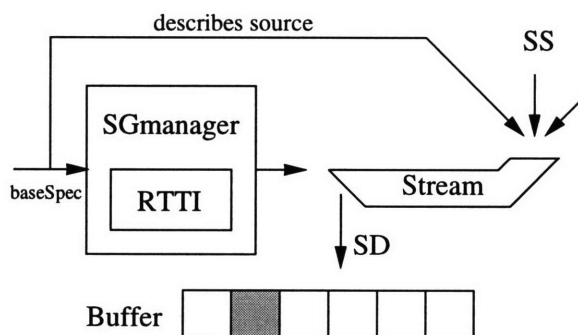 describes source
SS
SGmanager
baseSpec
RTTI
Stream
SD
Buffer